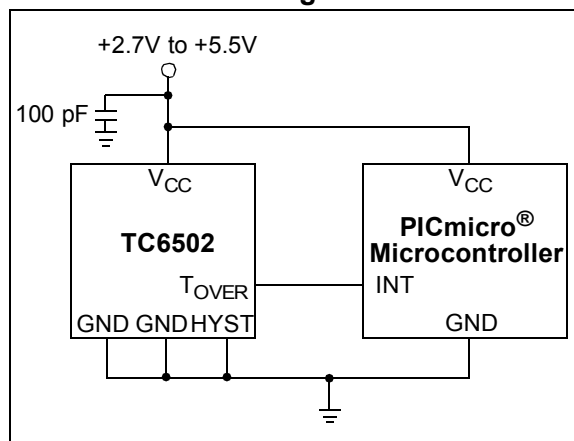 +2.7V to +5.5V
100 pF
VCC
VCC
TC6502
PICmicro®
Microcontroller
TOVER
INT
GND GND HYST
GND